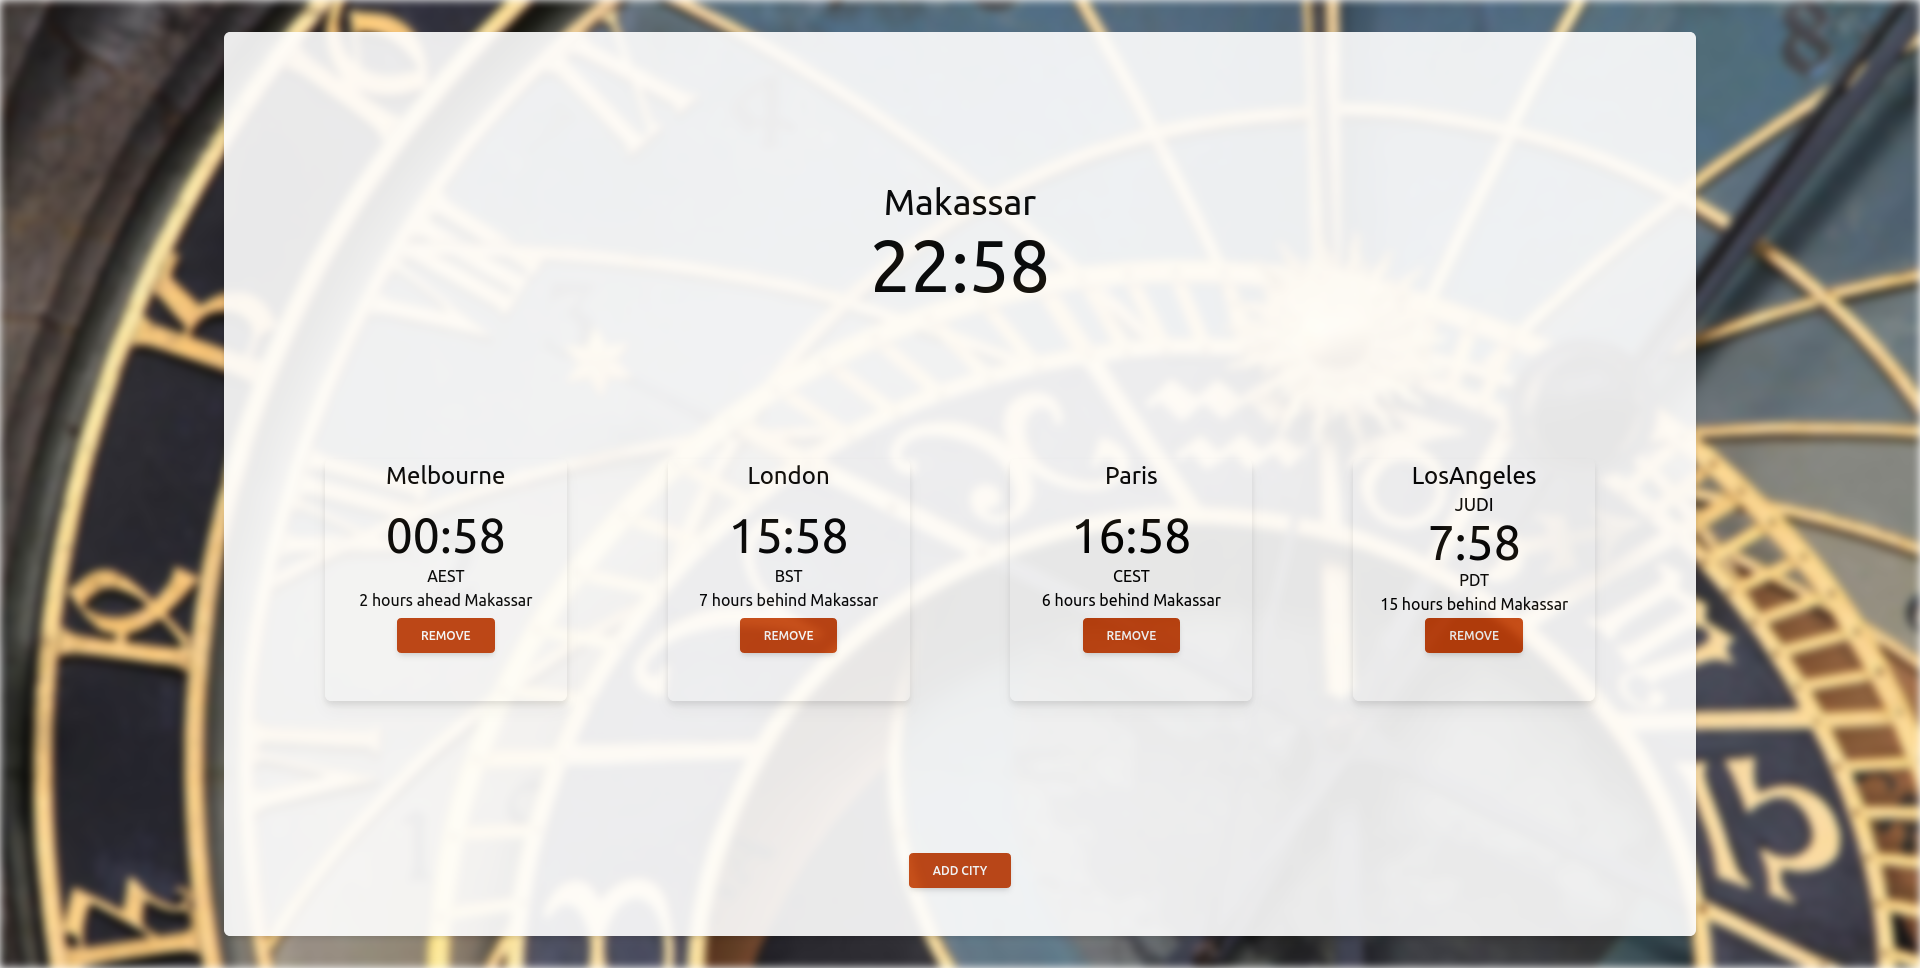 Makassar
22:58
Melbourne
00:58
AEST
2 hours ahead Makassar
REMOVE
London
15:58
BST
7 hours behind Makassar
REMOVE
Paris
16:58
CEST
6 hours behind Makassar
REMOVE
LosAngeles
JUDI
7:58
PDT
15 hours behind Makassar
REMOVE
ADD CITY